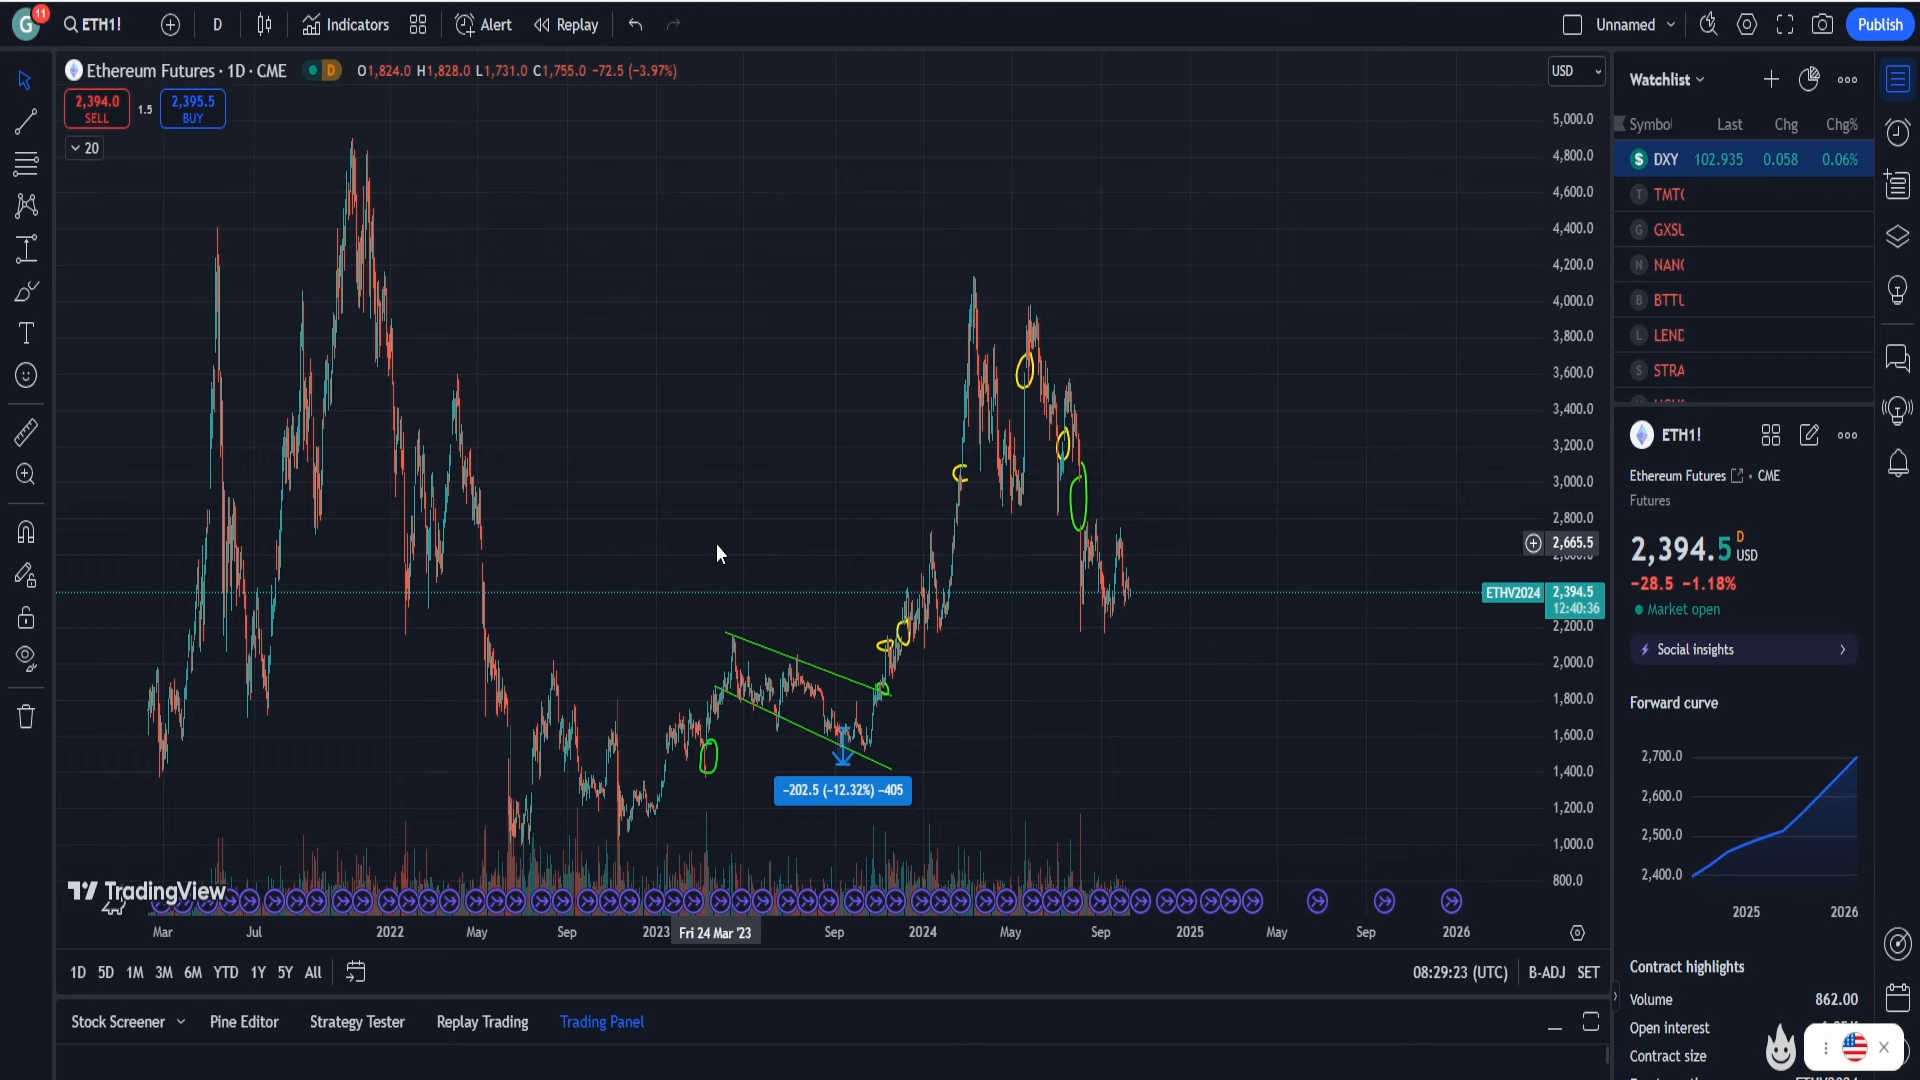 G 11 ETH1! D Indicators Alert Replay Unnamed Publish
Ethereum Futures · 1D · CME D O1,824.0 H1,828.0 L1,731.0 C1,755.0 −72.5 (−3.97%)
2,394.0 SELL 1.5 2,395.5 BUY
20
USD
5,000.0
4,800.0
4,600.0
4,400.0
4,200.0
4,000.0
3,800.0
3,600.0
3,400.0
3,200.0
3,000.0
2,800.0
2,665.5
ETHV2024 2,394.5
12:40:36
2,200.0
2,000.0
1,800.0
1,600.0
1,400.0
1,200.0
1,000.0
800.0
−202.5 (−12.32%) −405
TradingView
Mar Jul 2022 May Sep 2023 Fri 24 Mar '23 Sep 2024 May Sep 2025 May Sep 2026
1D 5D 1M 3M 6M YTD 1Y 5Y All 08:29:23 (UTC) B-ADJ SET
Stock Screener Pine Editor Strategy Tester Replay Trading Trading Panel
Watchlist
Symbol Last Chg Chg%
$ DXY 102.935 0.058 0.06%
T TMT
G GXS
N NAN
B BTT
L LEND
S STRA
ETH1!
Ethereum Futures · CME
Futures
2,394.5 D USD
−28.5 −1.18%
Market open
Social insights
Forward curve
2,700.0
2,600.0
2,500.0
2,400.0
2025 2026
Contract highlights
Volume 862.00
Open interest
Contract size